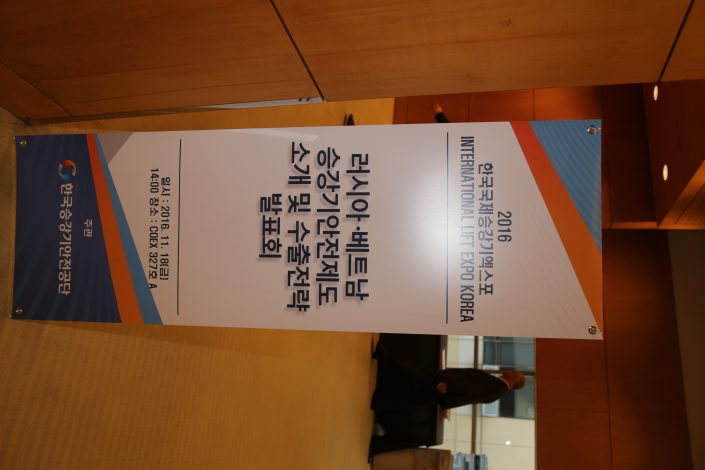 2016
한국국제승강기엑스포
INTERNATIONAL LIFT EXPO KOREA
러시아·베트남
승강기안전제도
소개 및 수출전략
발표회
일시 : 2016. 11. 18(금)
14:00 장소 : COEX 327호 A
주관
한국승강기안전공단